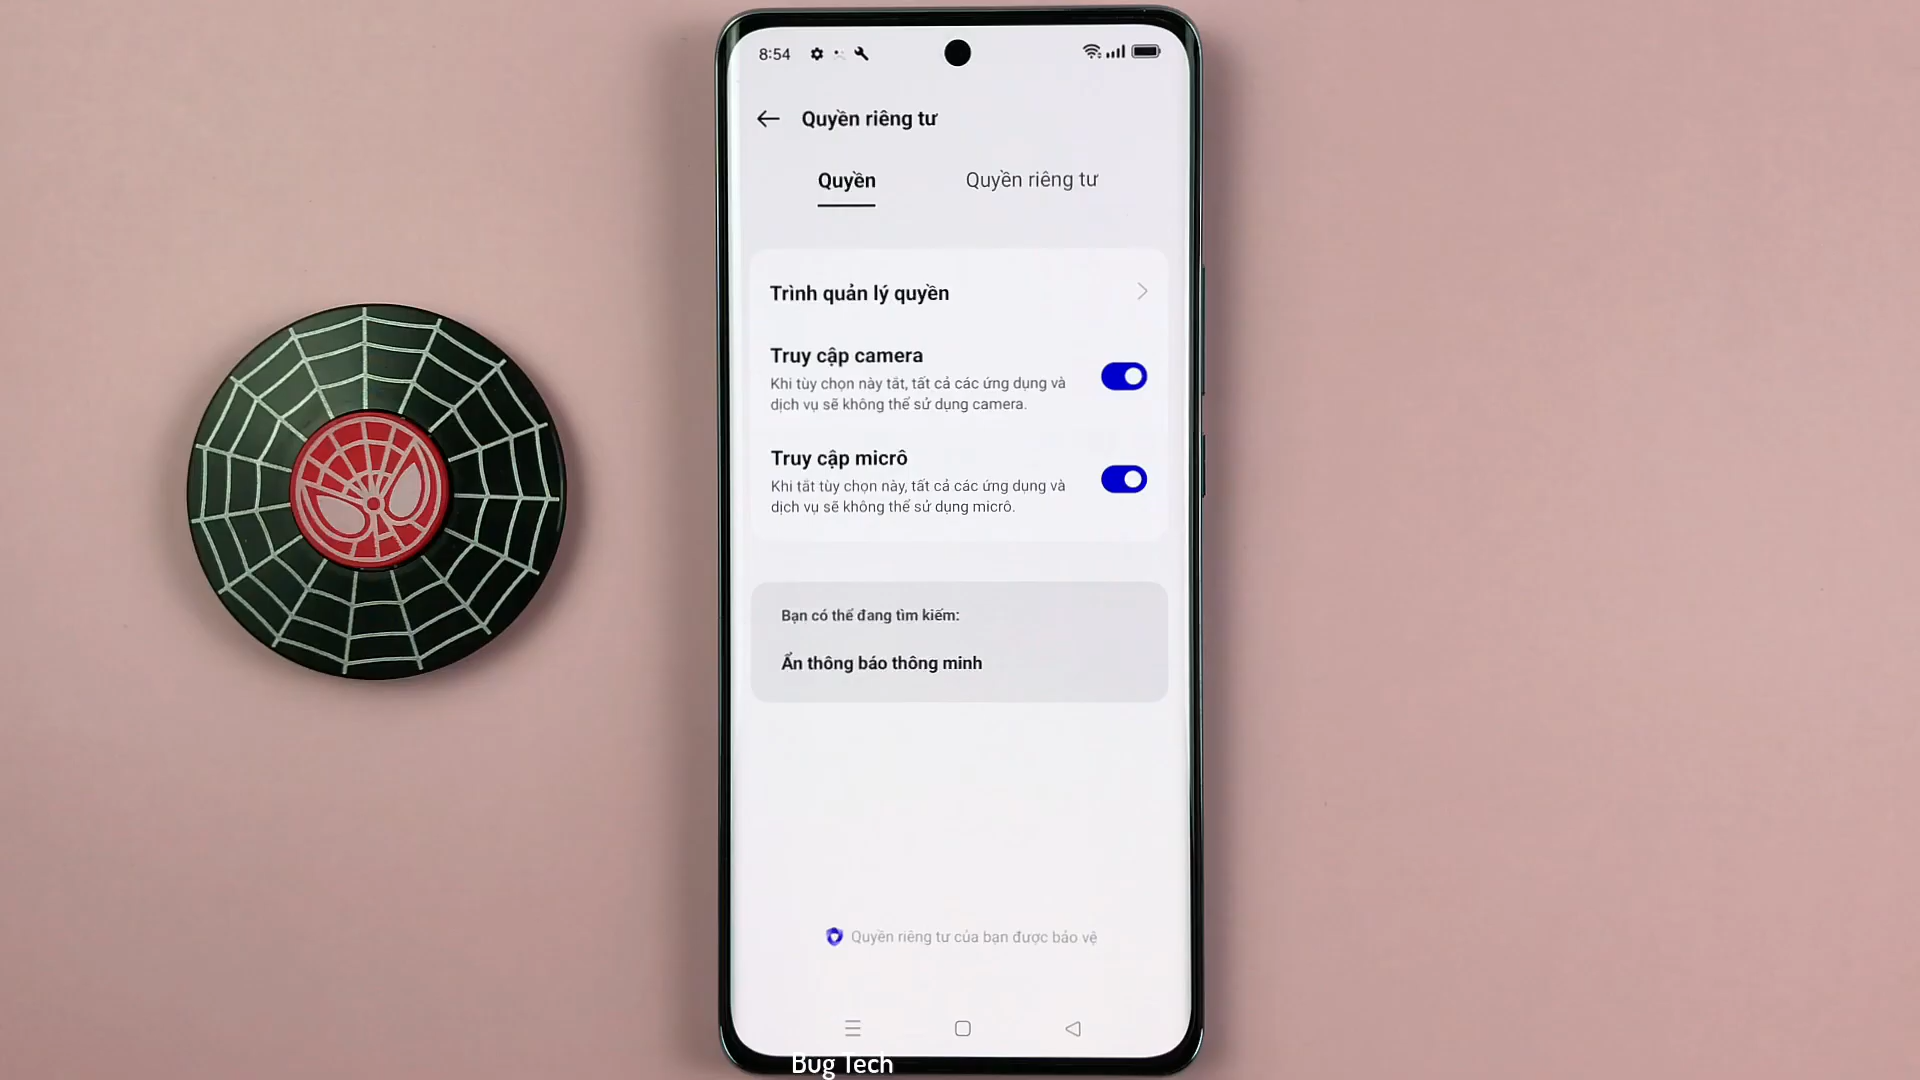 8:54
Quyền riêng tư
Quyền
Quyền riêng tư
Trình quản lý quyền
Truy cập camera
Khi tùy chọn này tắt, tất cả các ứng dụng và
dịch vụ sẽ không thể sử dụng camera.
Truy cập micrô
Khi tắt tùy chọn này, tất cả các ứng dụng và
dịch vụ sẽ không thể sử dụng micrô.
Bạn có thể đang tìm kiếm:
Ẩn thông báo thông minh
Quyền riêng tư của bạn được bảo vệ
Bug Tech